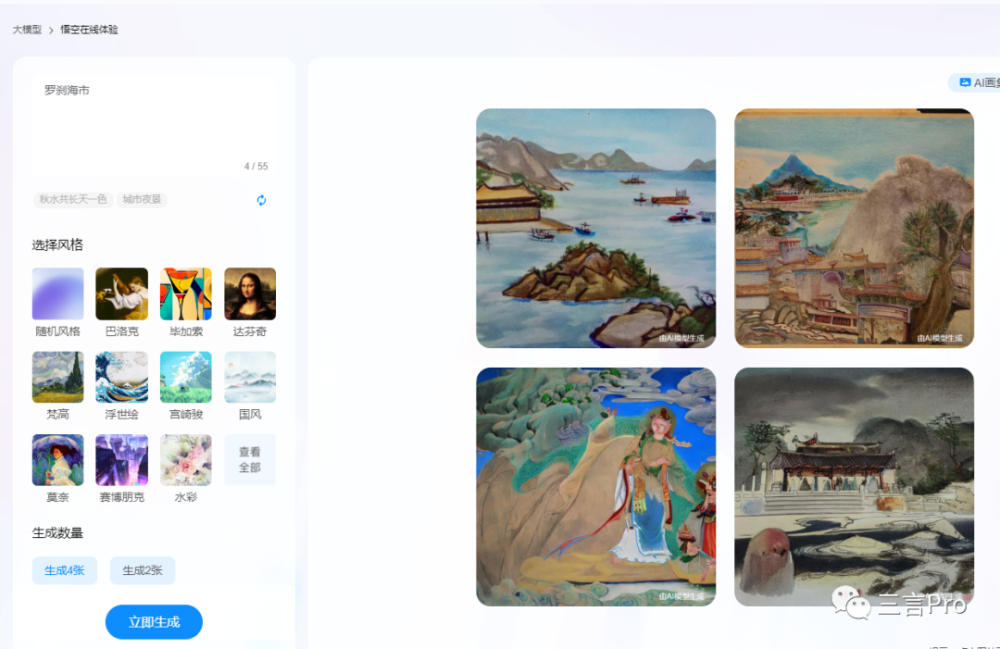 大模型 > 悟空在线体验
罗刹海市
4 / 55
秋水共长天一色 城市夜景
选择风格
随机风格 巴洛克 毕加索 达芬奇
梵高 浮世绘 宫崎骏 国风
查看
全部
莫奈 赛博朋克 水彩
生成数量
生成4张 生成2张
立即生成
AI画集
由AI模型生成
由AI模型生成
由AI模型生成
三言Pro